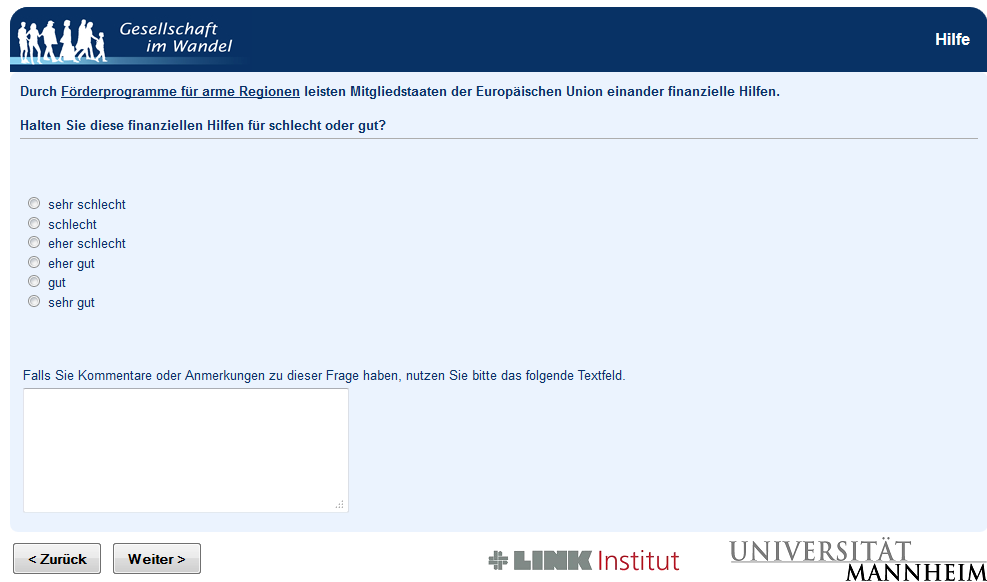 Gesellschaft
im Wandel
Hilfe
Durch Förderprogramme für arme Regionen leisten Mitgliedstaaten der Europäischen Union einander finanzielle Hilfen.
Halten Sie diese finanziellen Hilfen für schlecht oder gut?
sehr schlecht
schlecht
eher schlecht
eher gut
gut
sehr gut
Falls Sie Kommentare oder Anmerkungen zu dieser Frage haben, nutzen Sie bitte das folgende Textfeld.
< Zurück
Weiter >
LINK Institut
UNIVERSITÄT
MANNHEIM